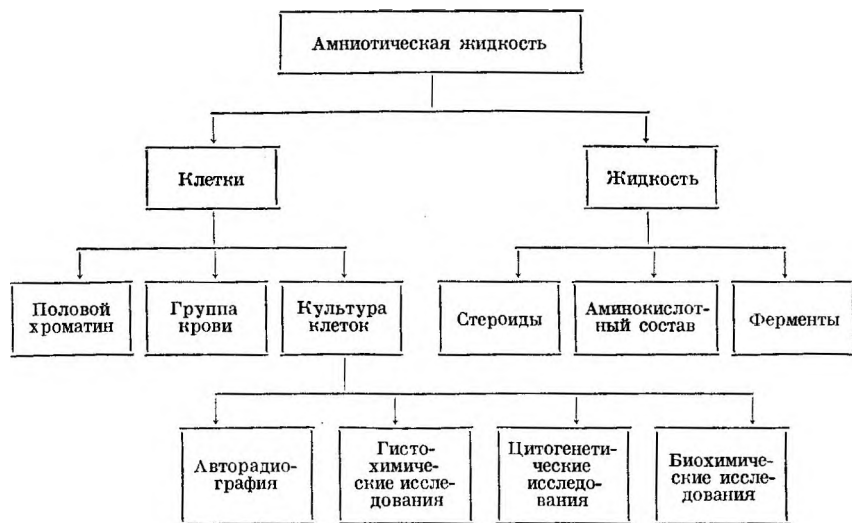 Амниотическая жидкость
Клетки
Жидкость
Половой
хроматин
Группа
крови
Культура
клеток
Стероиды
Аминокислот-
ный состав
Ферменты
Авторадио-
графия
Гисто-
химиче-
ские иссле-
дования
Цитогенети-
ческие
исследо-
вания
Биохимиче-
ские иссле-
дования